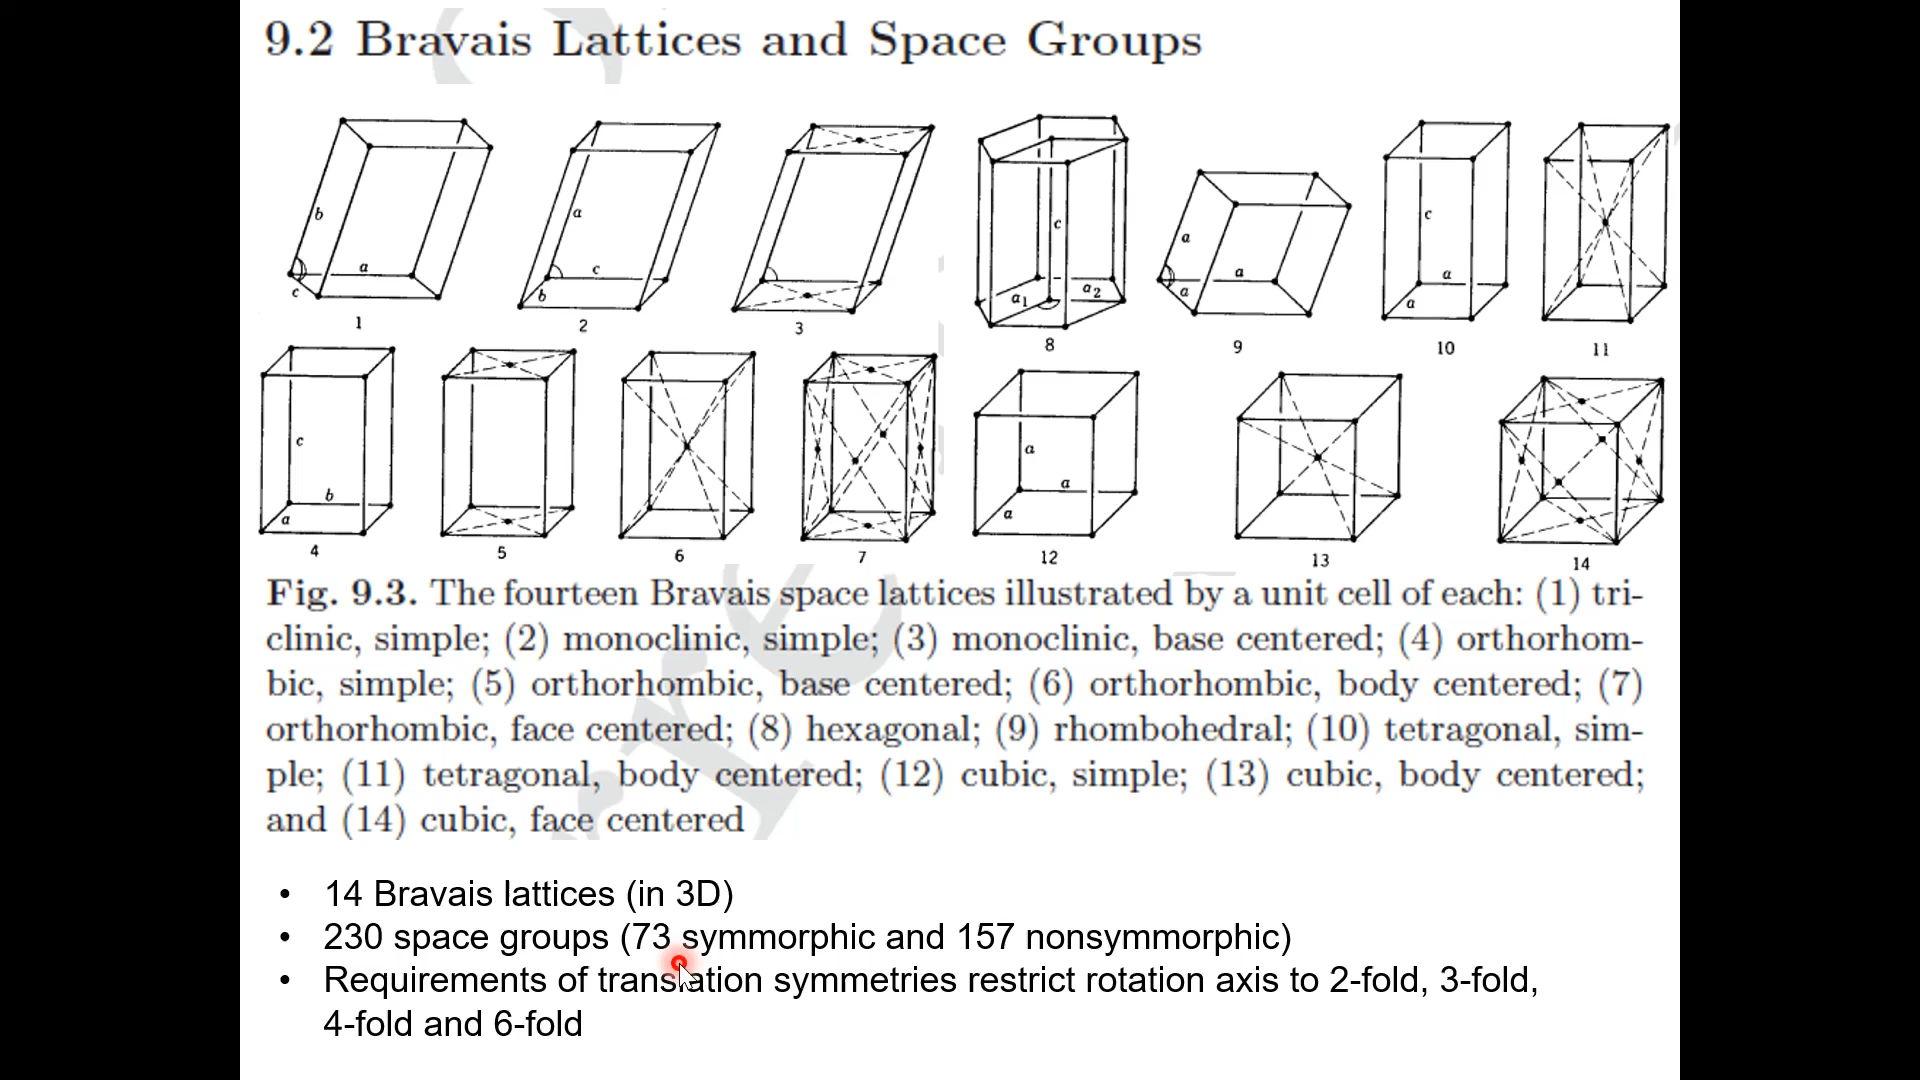 9.2 Bravais Lattices and Space Groups
b
a
c
1
a
c
b
2
3
c
a1
a2
8
a
a
a
9
c
a
a
10
11
c
b
a
4
5
6
7
a
a
a
12
13
14
Fig. 9.3. The fourteen Bravais space lattices illustrated by a unit cell of each: (1) tri-
clinic, simple; (2) monoclinic, simple; (3) monoclinic, base centered; (4) orthorhom-
bic, simple; (5) orthorhombic, base centered; (6) orthorhombic, body centered; (7)
orthorhombic, face centered; (8) hexagonal; (9) rhombohedral; (10) tetragonal, sim-
ple; (11) tetragonal, body centered; (12) cubic, simple; (13) cubic, body centered;
and (14) cubic, face centered
• 14 Bravais lattices (in 3D)
• 230 space groups (73 symmorphic and 157 nonsymmorphic)
• Requirements of translation symmetries restrict rotation axis to 2-fold, 3-fold,
4-fold and 6-fold